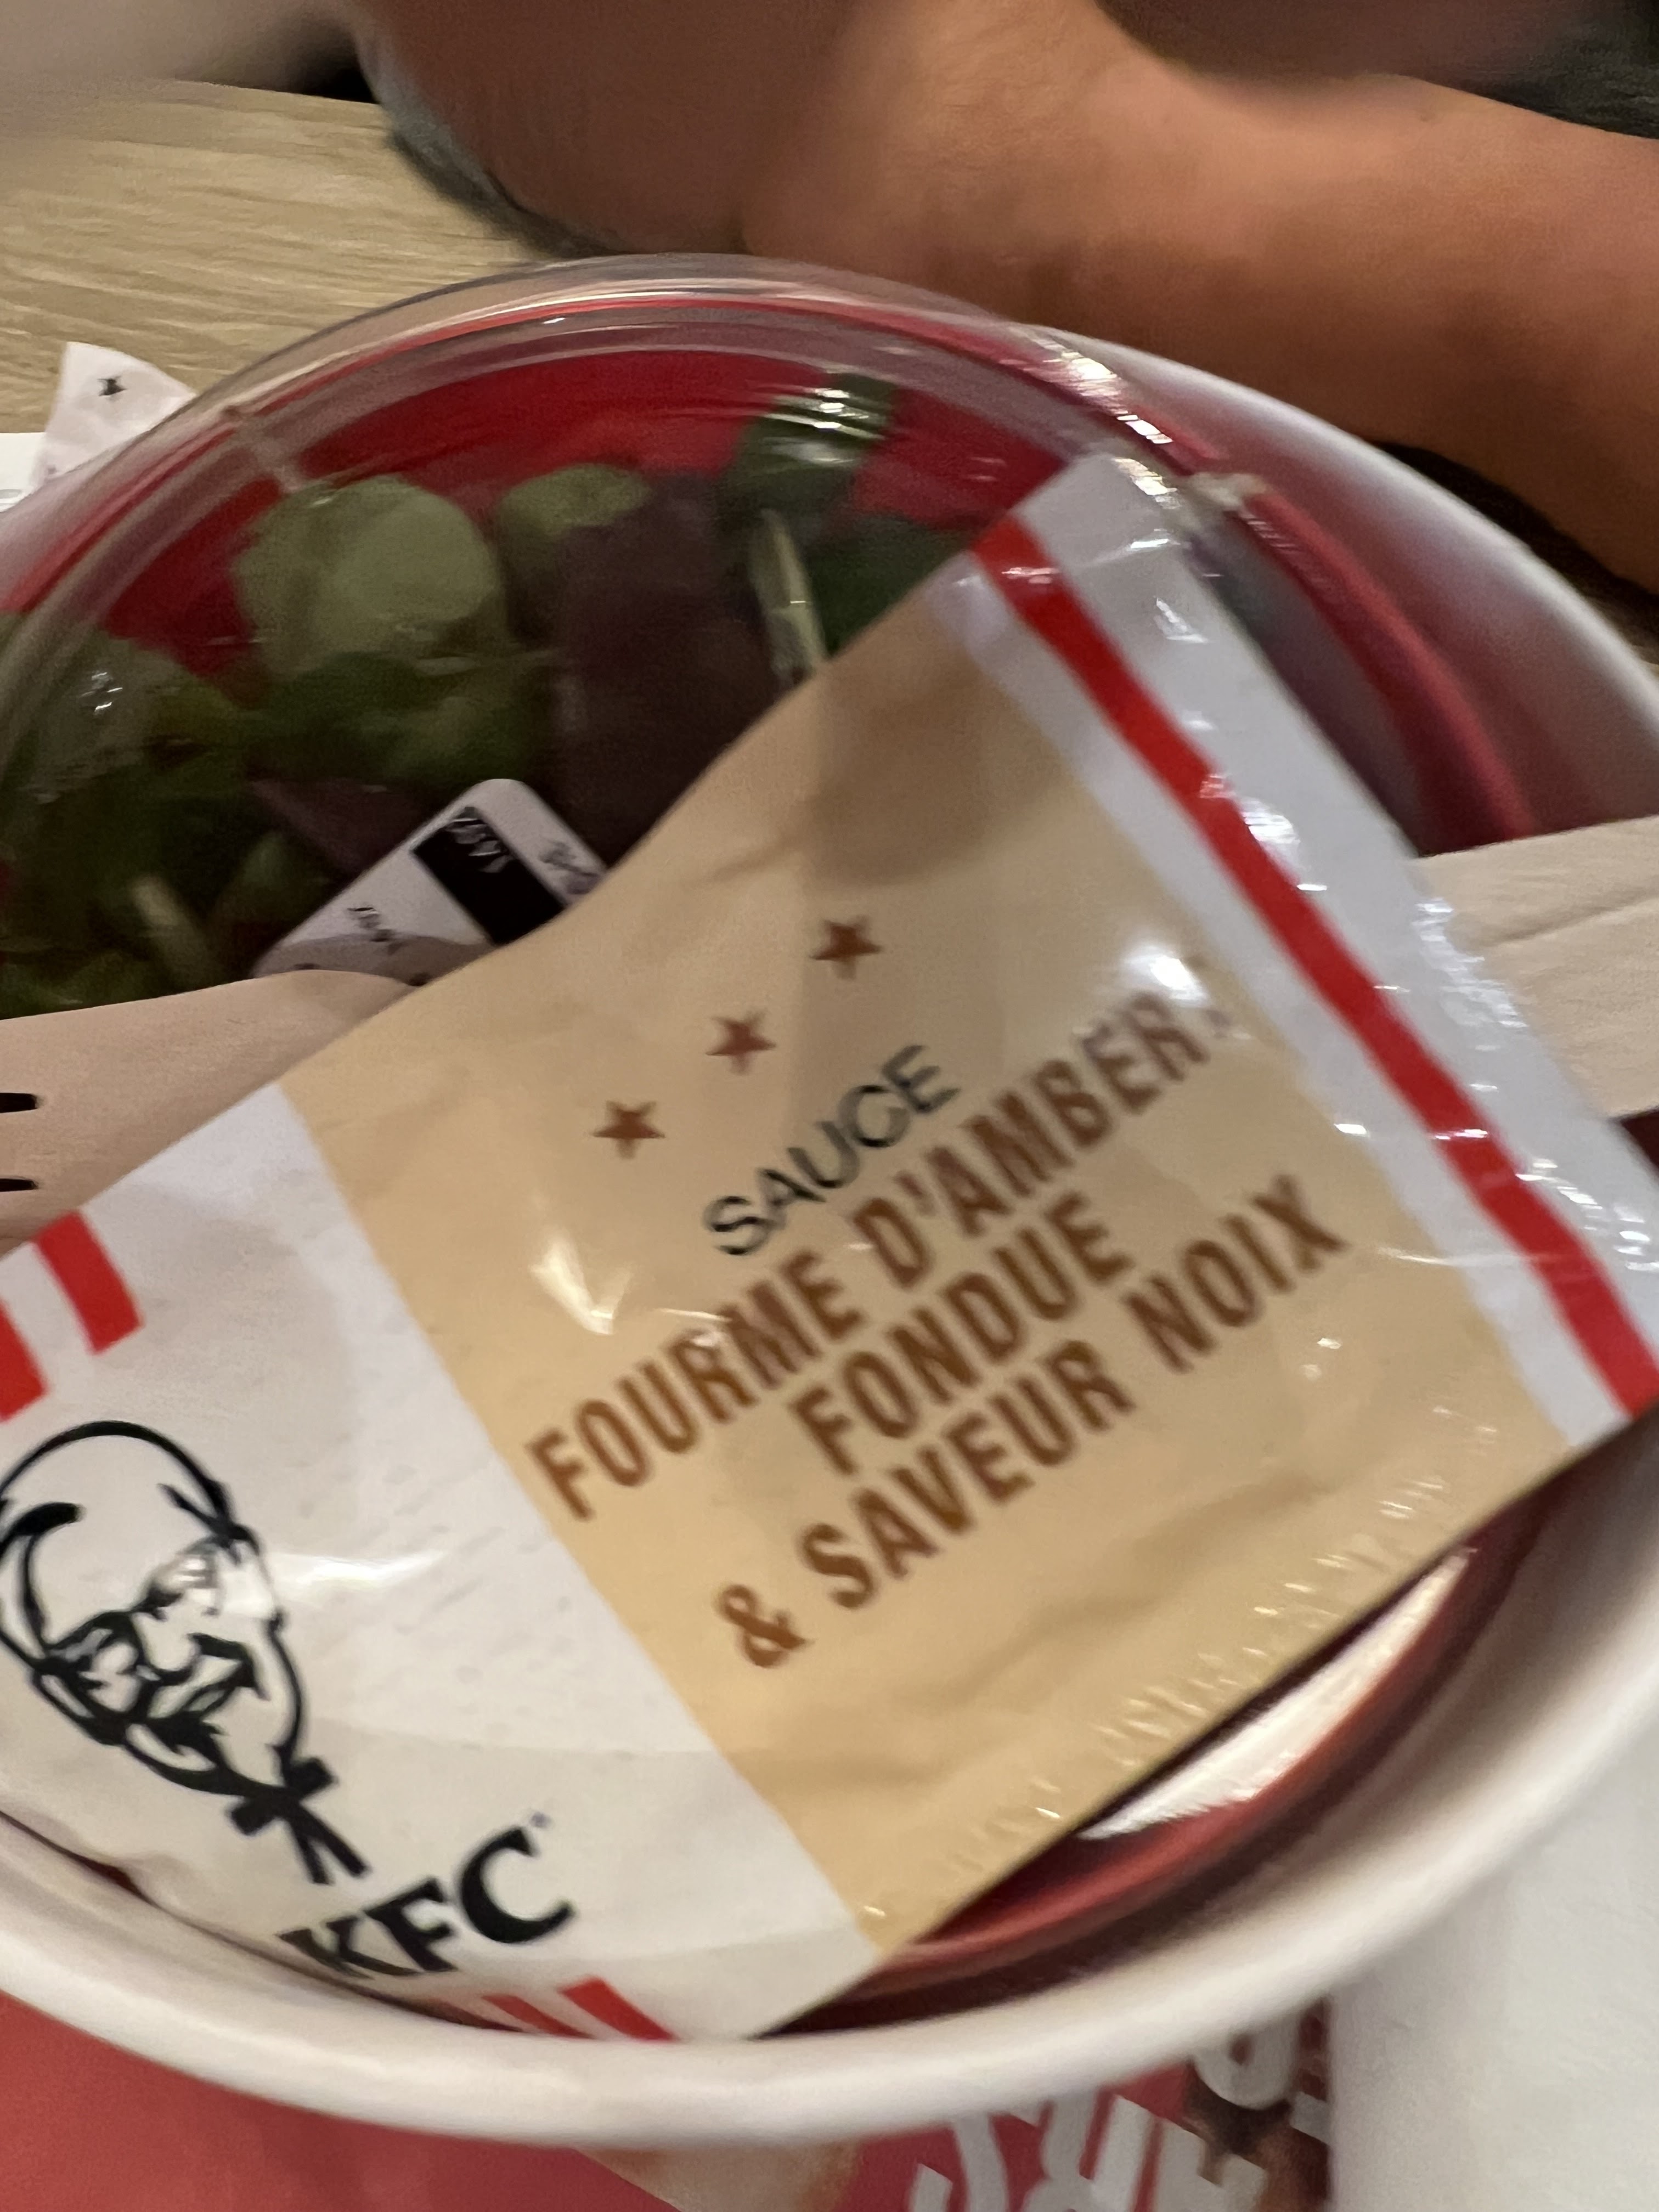 SAUCE
FOURME D'AMBERT
FONDUE
& SAVEUR NOIX
KFC